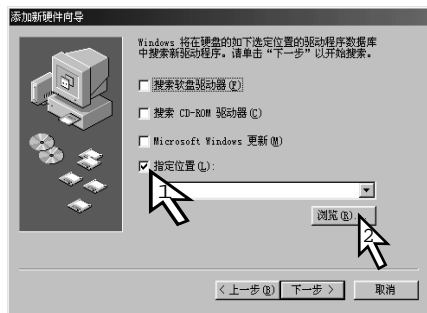 添加新硬件向导
Windows 将在硬盘的如下选定位置的驱动程序数据库
中搜索新驱动程序。请单击“下一步”以开始搜索。
搜索软盘驱动器(F)
搜索 CD-ROM 驱动器(C)
Microsoft Windows 更新(M)
指定位置(L):
1
浏览(R)...
2
< 上一步(B)
下一步 >
取消